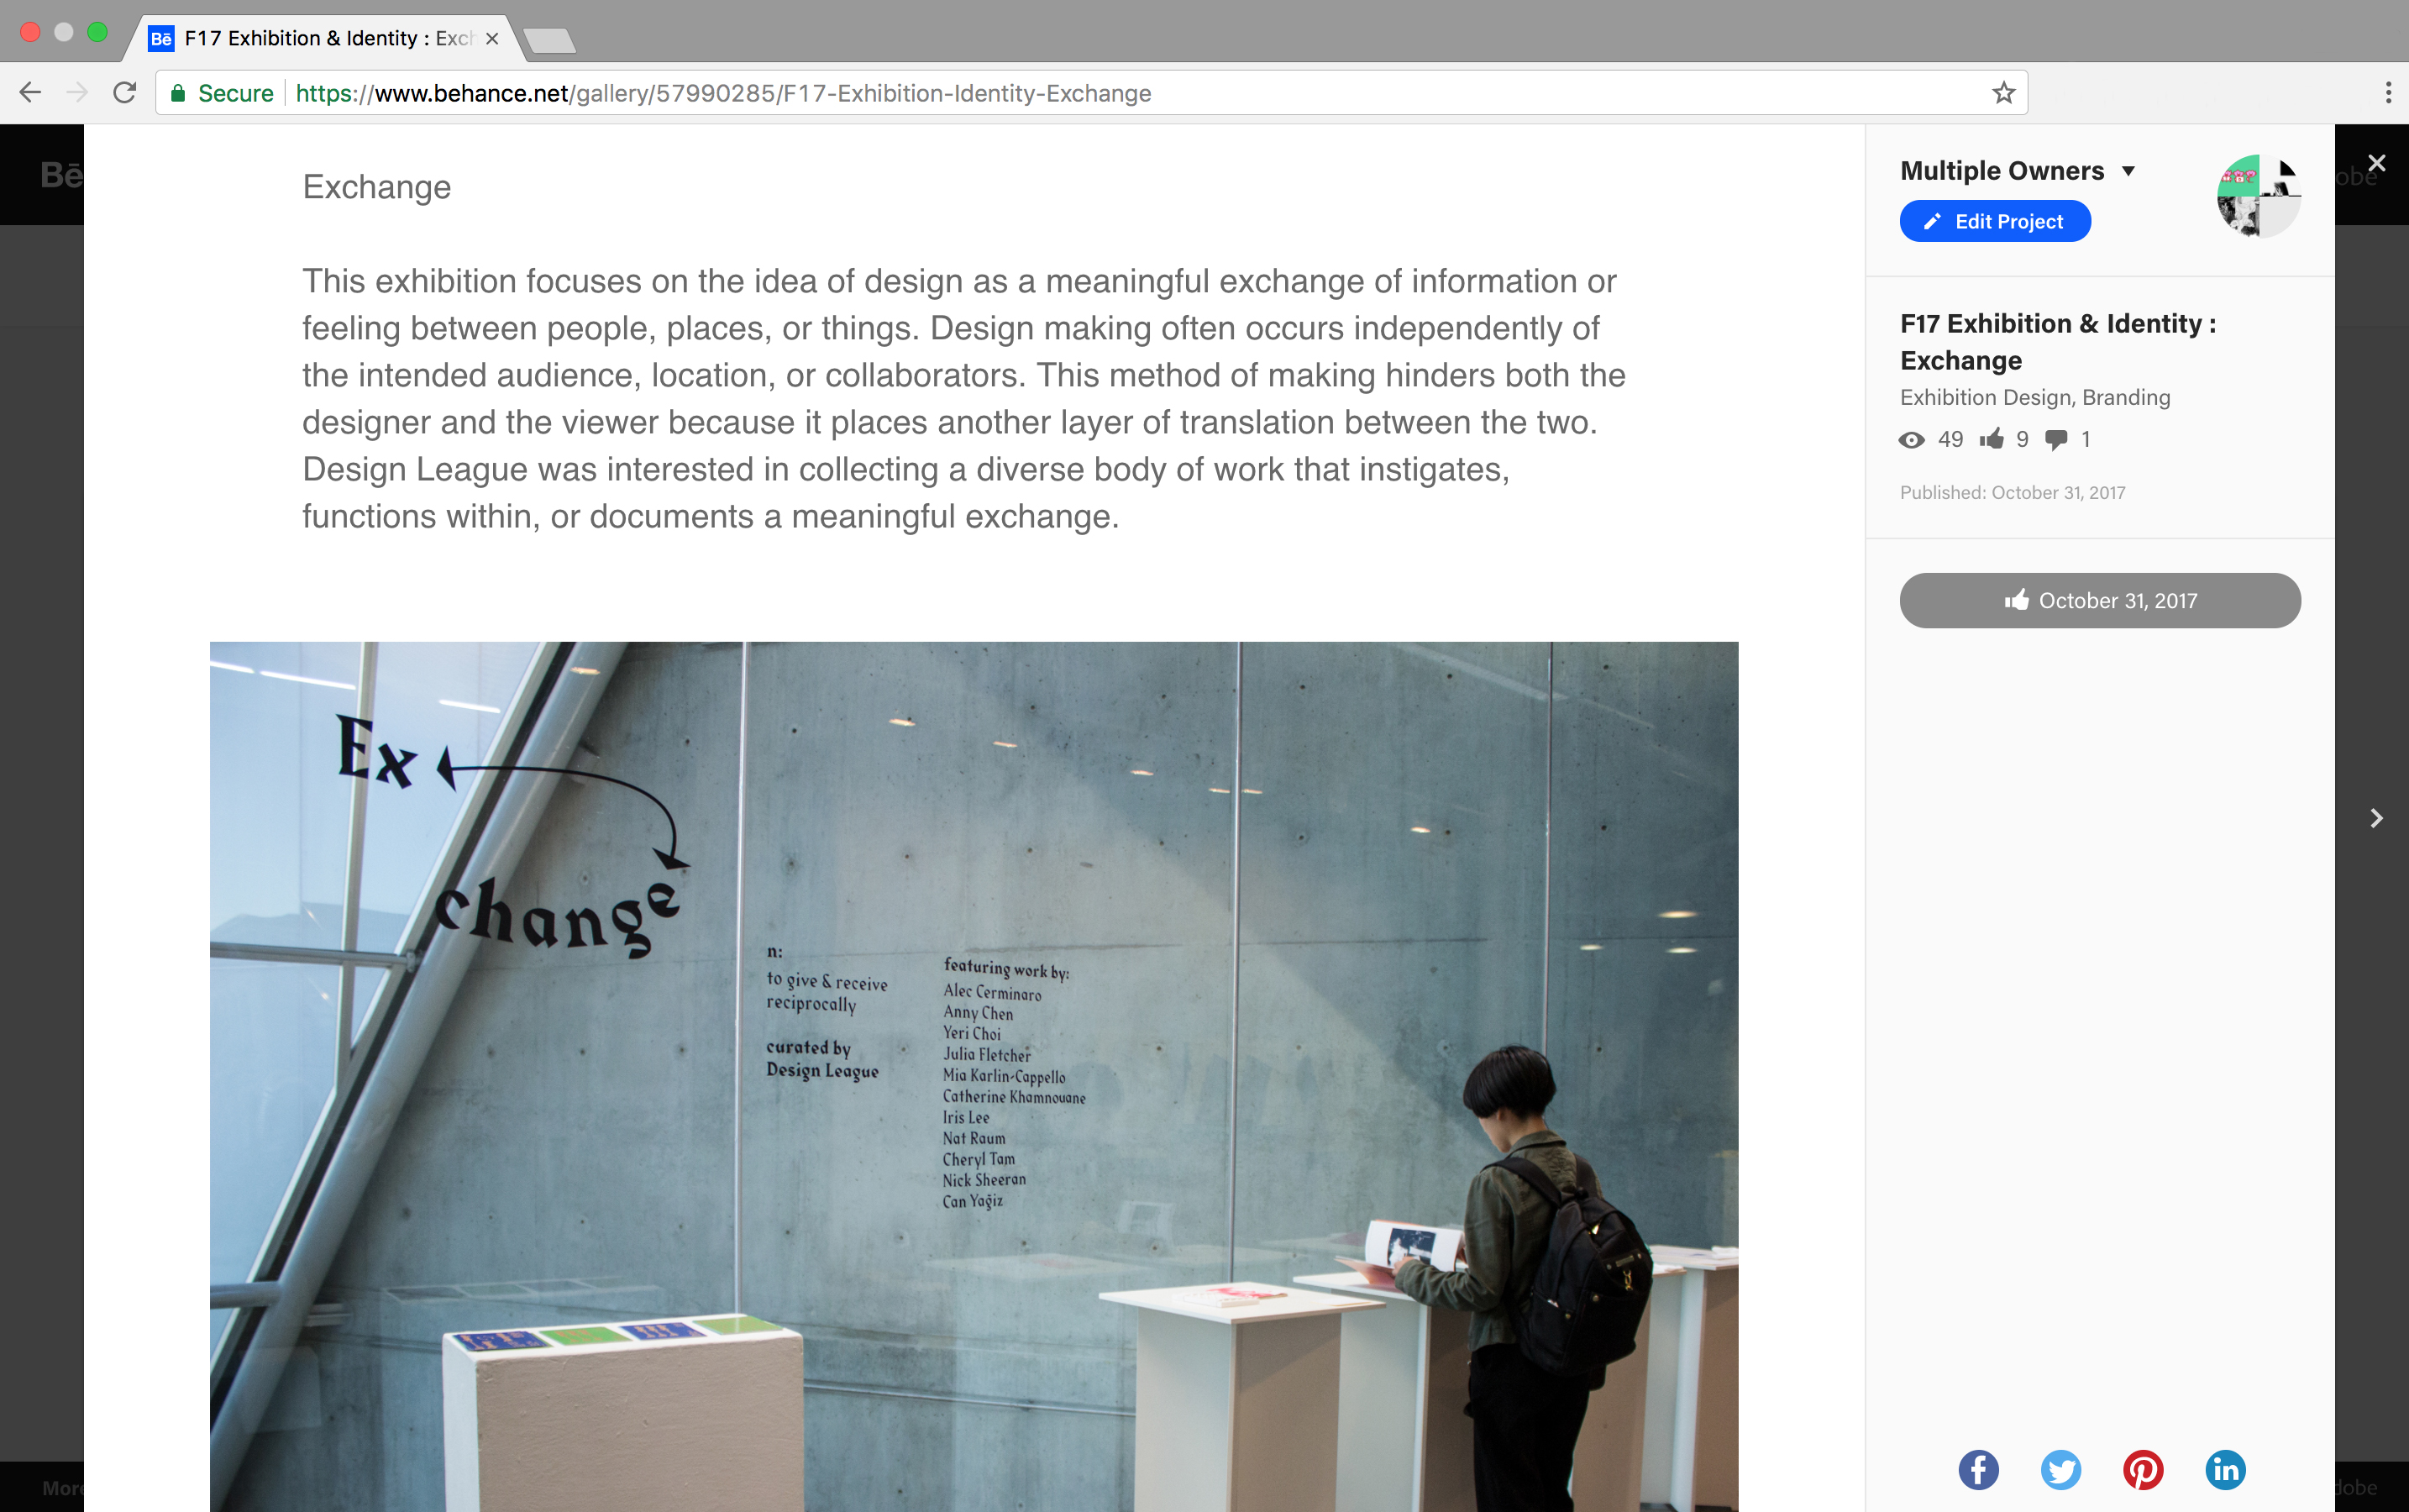 Bē F17 Exhibition & Identity : Exch
Secure https://www.behance.net/gallery/57990285/F17-Exhibition-Identity-Exchange
Bē
obe
Exchange
This exhibition focuses on the idea of design as a meaningful exchange of information or
feeling between people, places, or things. Design making often occurs independently of
the intended audience, location, or collaborators. This method of making hinders both the
designer and the viewer because it places another layer of translation between the two.
Design League was interested in collecting a diverse body of work that instigates,
functions within, or documents a meaningful exchange.
Ex
change
n:
to give & receive
reciprocally
curated by
Design League
featuring work by:
Alec Cerminaro
Anny Chen
Yeri Choi
Julia Fletcher
Mia Karlin-Cappello
Catherine Khamnouane
Iris Lee
Nat Raum
Cheryl Tam
Nick Sheeran
Can Yağiz
Multiple Owners
Edit Project
F17 Exhibition & Identity :
Exchange
Exhibition Design, Branding
49 9 1
Published: October 31, 2017
October 31, 2017
More
dobe